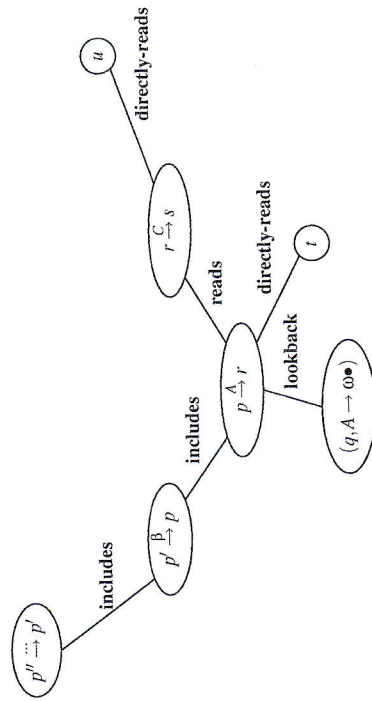 p″ ⟶ p′
includes
p′ β⟶ p
includes
p A⟶ r
reads
r C⟶ s
directly-reads
u
directly-reads
t
lookback
(q, A → ω•)